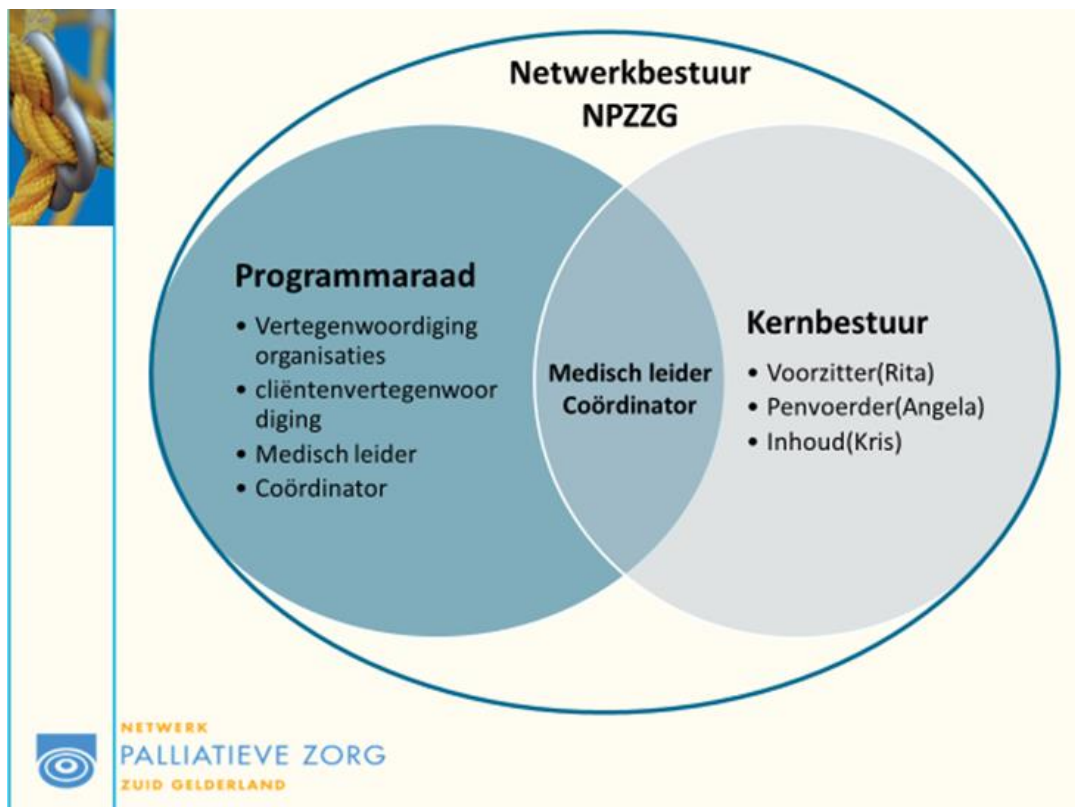 Netwerkbestuur
NPZZG
Programmaraad
• Vertegenwoordiging
organisaties
• cliëntenvertegenwoor
diging
• Medisch leider
• Coördinator
Medisch leider
Coördinator
Kernbestuur
• Voorzitter(Rita)
• Penvoerder(Angela)
• Inhoud(Kris)
NETWERK
PALLIATIEVE ZORG
ZUID GELDERLAND